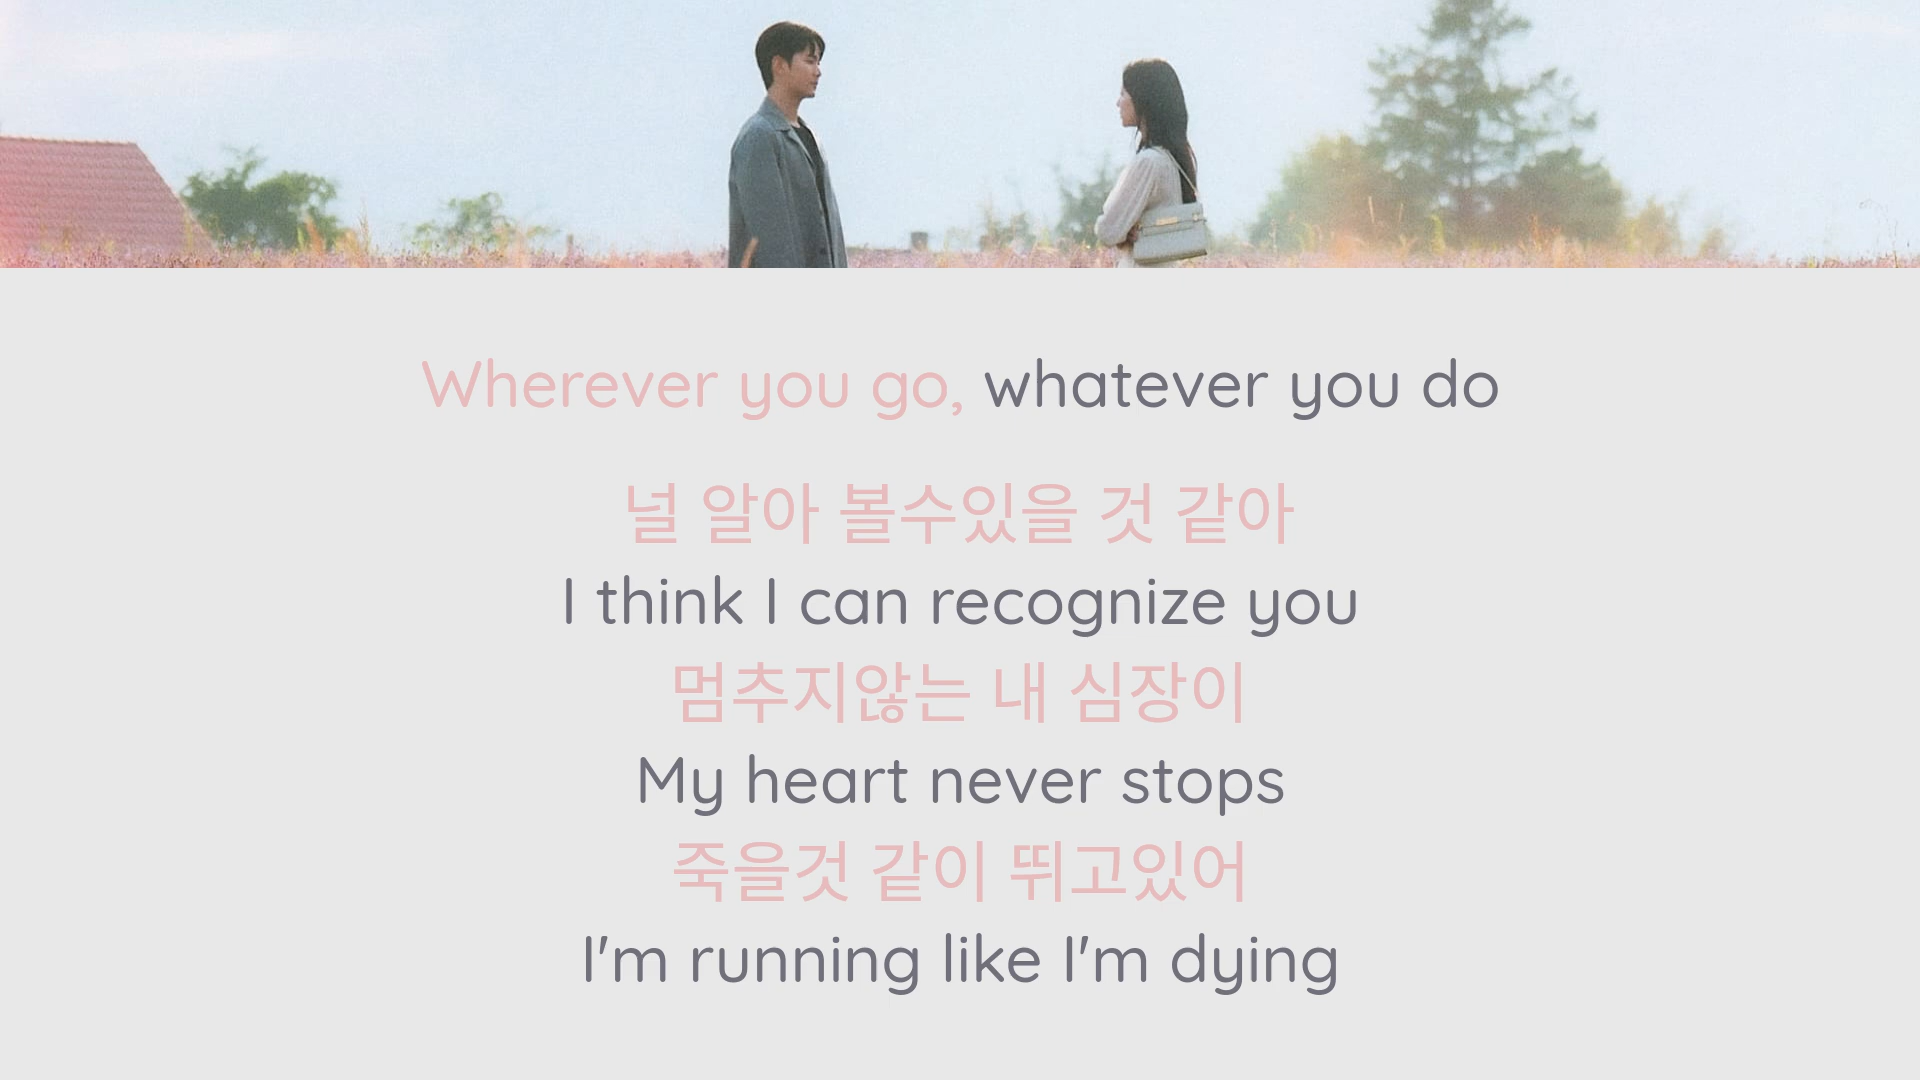 Wherever you go, whatever you do
널 알아 볼수있을 것 같아
I think I can recognize you
멈추지않는 내 심장이
My heart never stops
죽을것 같이 뛰고있어
I'm running like I'm dying